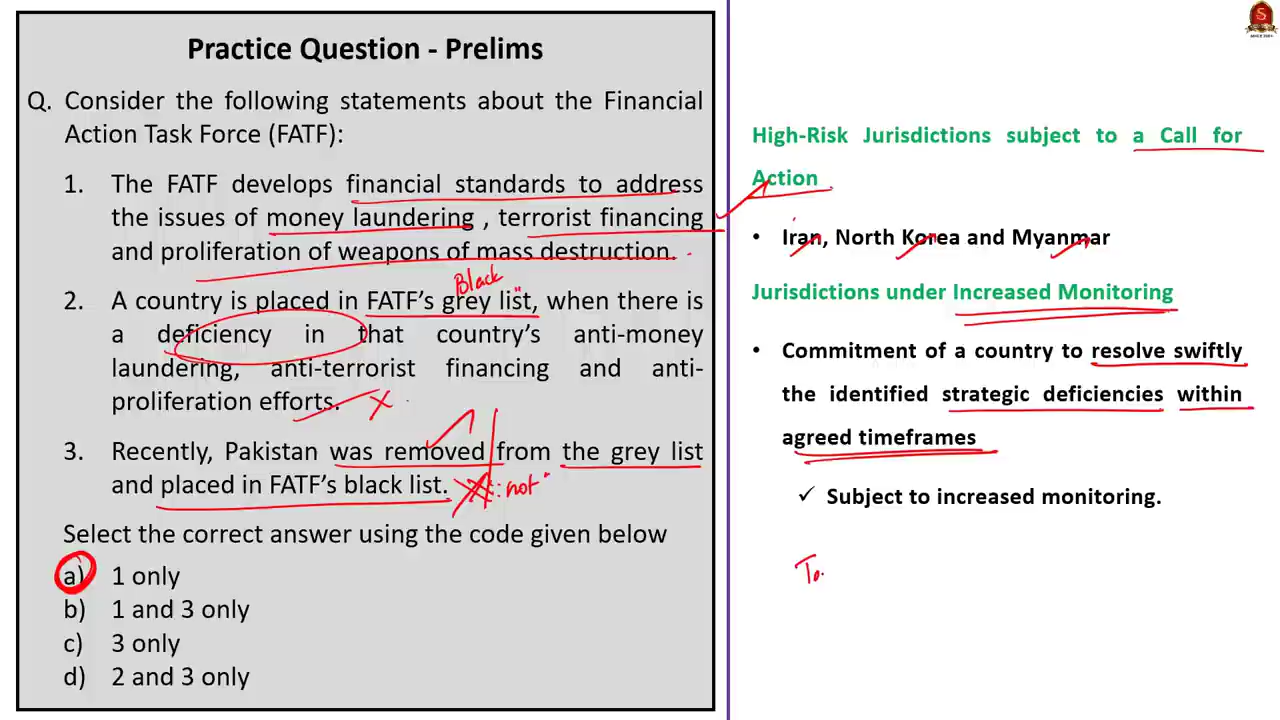 Practice Question - Prelims
Q. Consider the following statements about the Financial
Action Task Force (FATF):
1. The FATF develops financial standards to address
the issues of money laundering , terrorist financing
and proliferation of weapons of mass destruction.
Black
2. A country is placed in FATF's grey list, when there is
a deficiency in that country's anti-money
laundering, anti-terrorist financing and anti-
proliferation efforts.
3. Recently, Pakistan was removed from the grey list
and placed in FATF's black list. : not
Select the correct answer using the code given below
a) 1 only
b) 1 and 3 only
c) 3 only
d) 2 and 3 only
High-Risk Jurisdictions subject to a Call for
Action
• Iran, North Korea and Myanmar
Jurisdictions under Increased Monitoring
• Commitment of a country to resolve swiftly
the identified strategic deficiencies within
agreed timeframes
✓ Subject to increased monitoring.
To